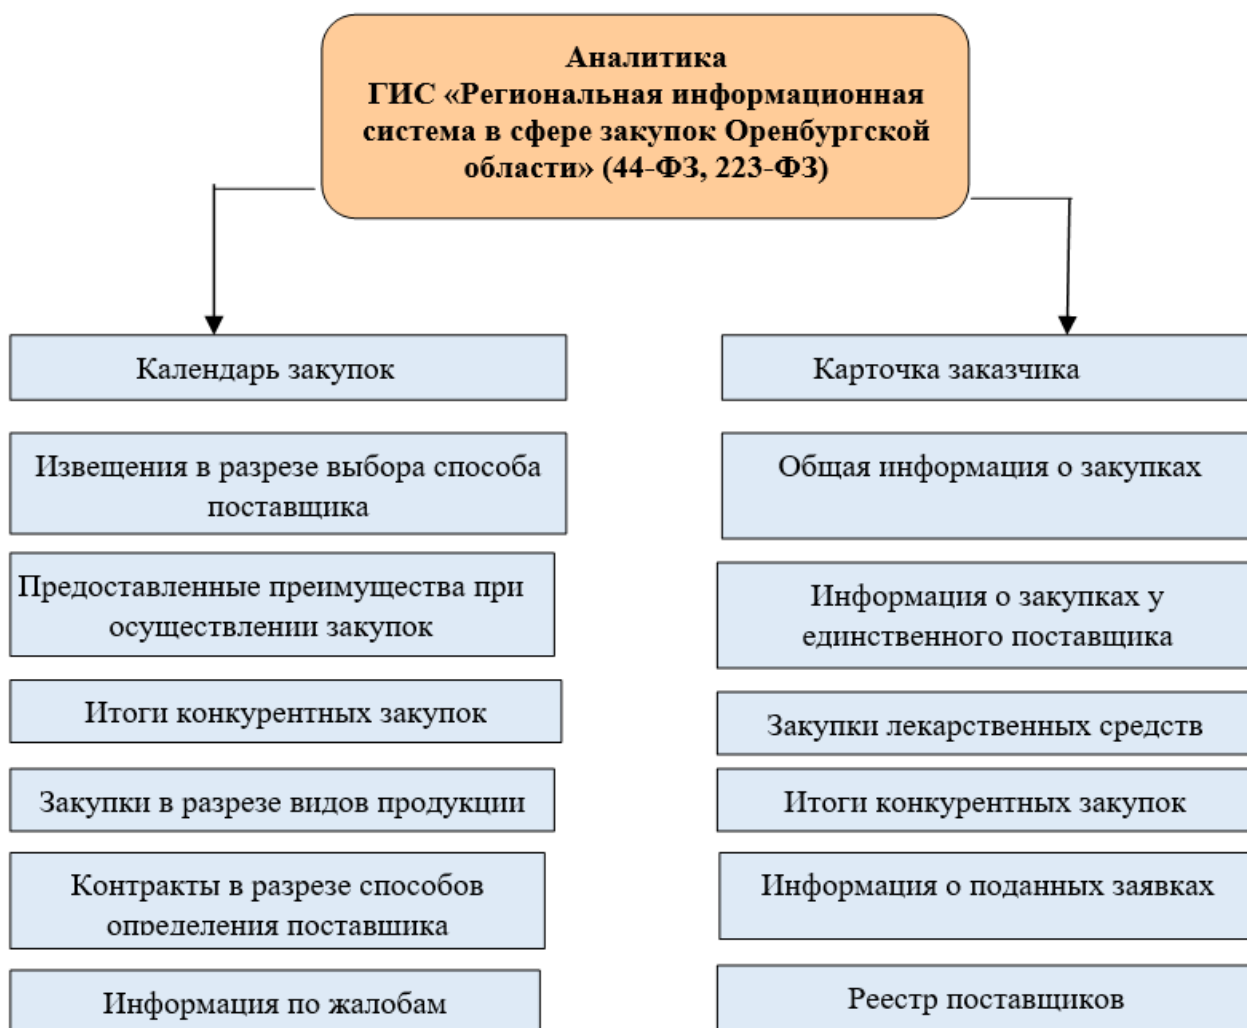 Аналитика
ГИС «Региональная информационная
система в сфере закупок Оренбургской
области» (44-ФЗ, 223-ФЗ)
Календарь закупок
Извещения в разрезе выбора способа
поставщика
Предоставленные преимущества при
осуществлении закупок
Итоги конкурентных закупок
Закупки в разрезе видов продукции
Контракты в разрезе способов
определения поставщика
Информация по жалобам
Карточка заказчика
Общая информация о закупках
Информация о закупках у
единственного поставщика
Закупки лекарственных средств
Итоги конкурентных закупок
Информация о поданных заявках
Реестр поставщиков